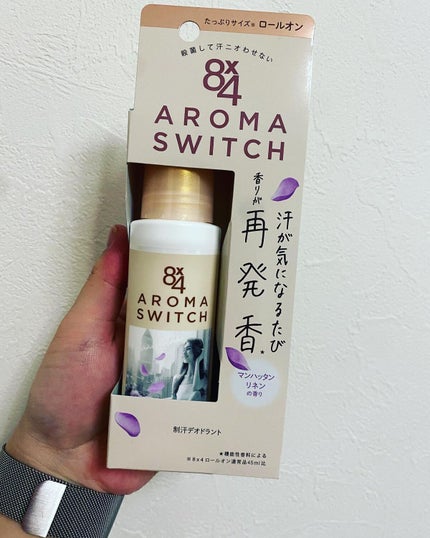 たっぷりサイズ※ ロールオン
殺菌して汗ニオわせない
8x4
AROMA
SWITCH
汗が気になるたび
香りが
再発香★
マンハッタン
リネン
の香り
8x4
AROMA
SWITCH
制汗デオドラント
★機能性香料による
※8x4ロールオン通常品45ml比